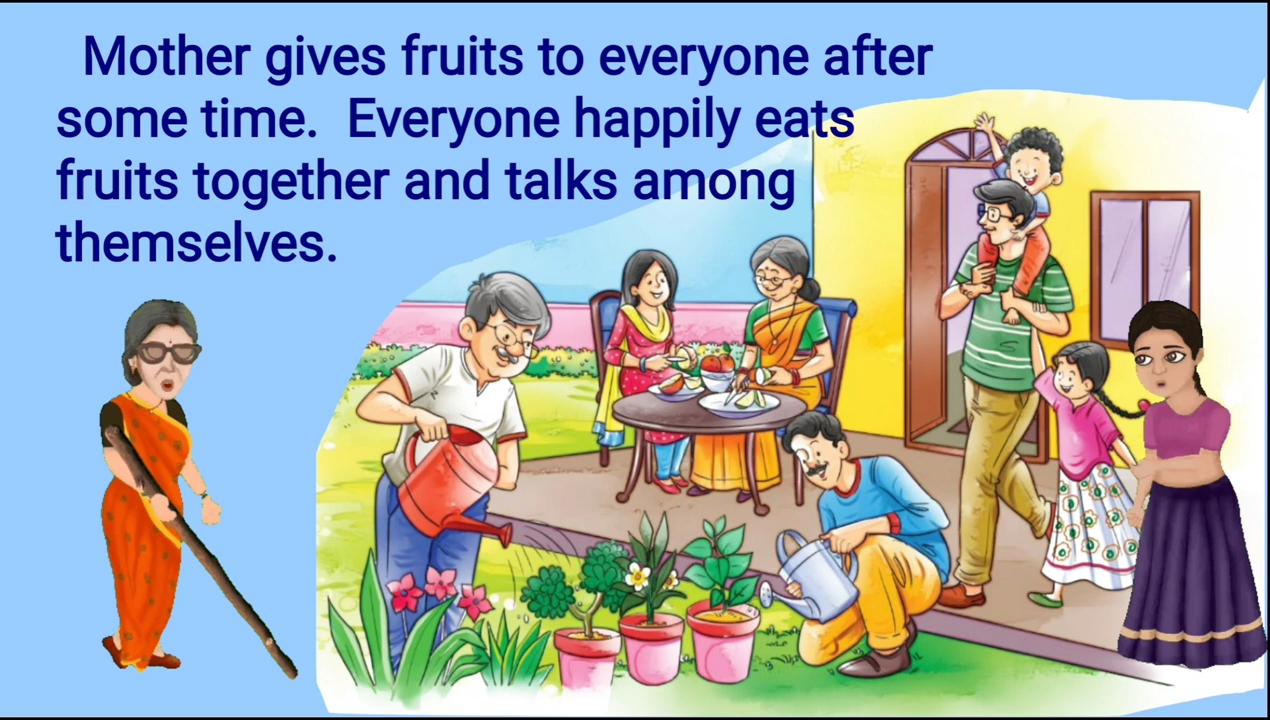 Mother gives fruits to everyone after
some time. Everyone happily eats
fruits together and talks among
themselves.